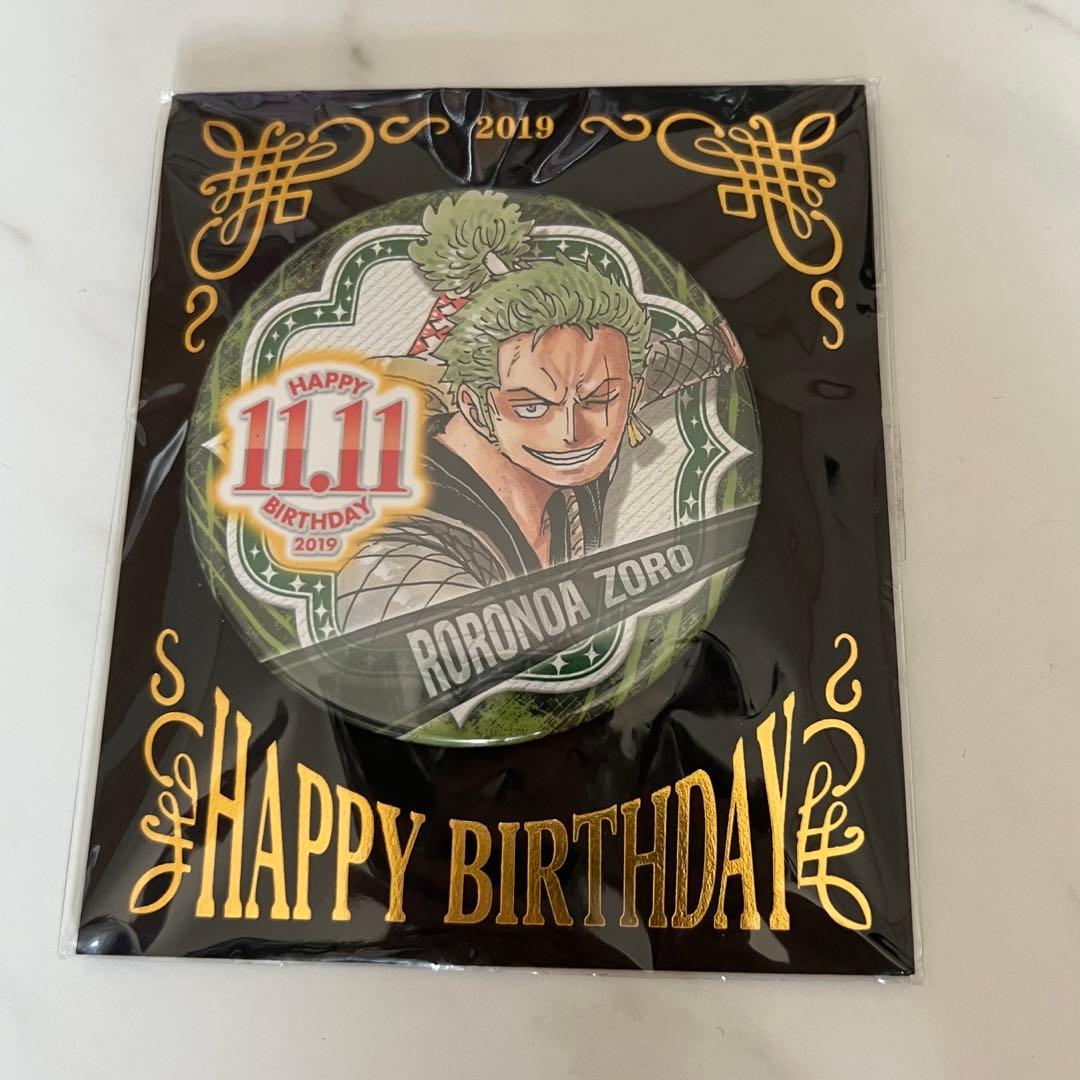 2019
HAPPY
11.11
BIRTHDAY
2019
RORONOA ZORO
HAPPY BIRTHDAY